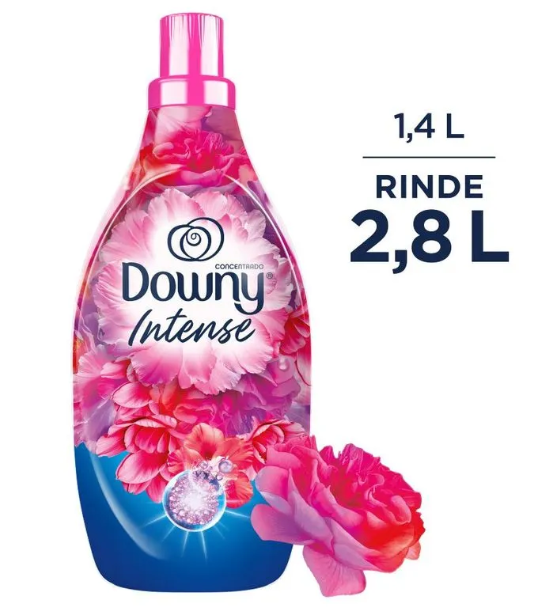 1,4 L
RINDE
2,8 L
CONCENTRADO
Downy®
Intense